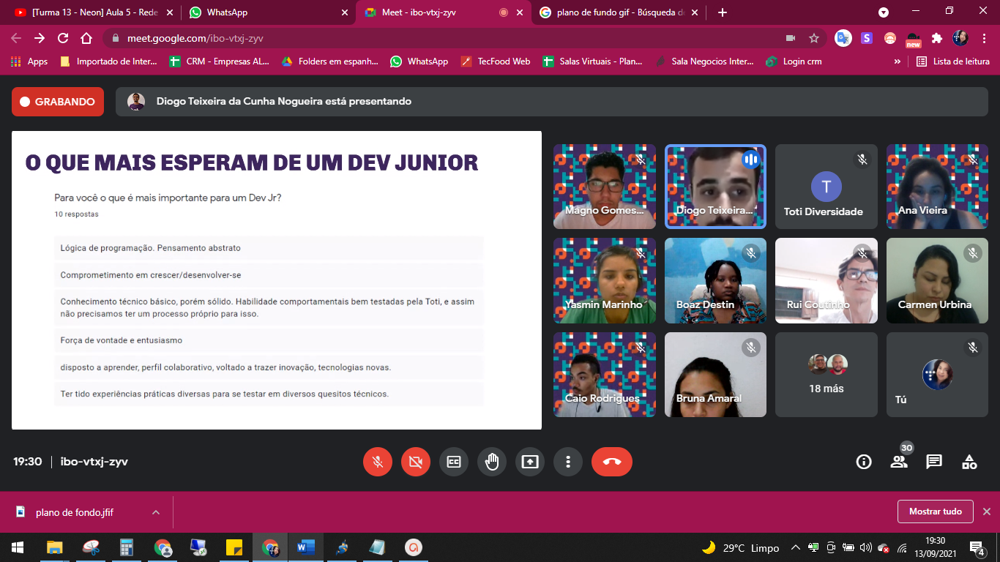 [Turma 13 - Neon] Aula 5 - Rede
WhatsApp
Meet - ibo-vtxj-zyv
plano de fundo gif - Búsqueda de
meet.google.com/ibo-vtxj-zyv
new
Apps
Importado de Inter...
CRM - Empresas AL...
Folders em espanh...
WhatsApp
TecFood Web
Salas Virtuais - Plan...
Sala Negocios Inter...
Login crm
»
Lista de leitura
GRABANDO
Diogo Teixeira da Cunha Nogueira está presentando
O QUE MAIS ESPERAM DE UM DEV JUNIOR
Para você o que é mais importante para um Dev Jr?
10 respostas
Lógica de programação. Pensamento abstrato
Comprometimento em crescer/desenvolver-se
Conhecimento técnico básico, porém sólido. Habilidade comportamentais bem testadas pela Toti, e assim
não precisamos ter um processo próprio para isso.
Força de vontade e entusiasmo
disposto a aprender, perfil colaborativo, voltado a trazer inovação, tecnologias novas.
Ter tido experiências práticas diversas para se testar em diversos quesitos técnicos.
Magno Gomes...
Diogo Teixeira...
T
Toti Diversidade
Ana Vieira
Yasmin Marinho
Boaz Destin
Rui Coutinho
Carmen Urbina
Caio Rodrigues
Bruna Amaral
18 más
Tú
19:30 | ibo-vtxj-zyv
30
plano de fundo.jfif
Mostrar tudo
29°C Limpo
19:30
13/09/2021
4